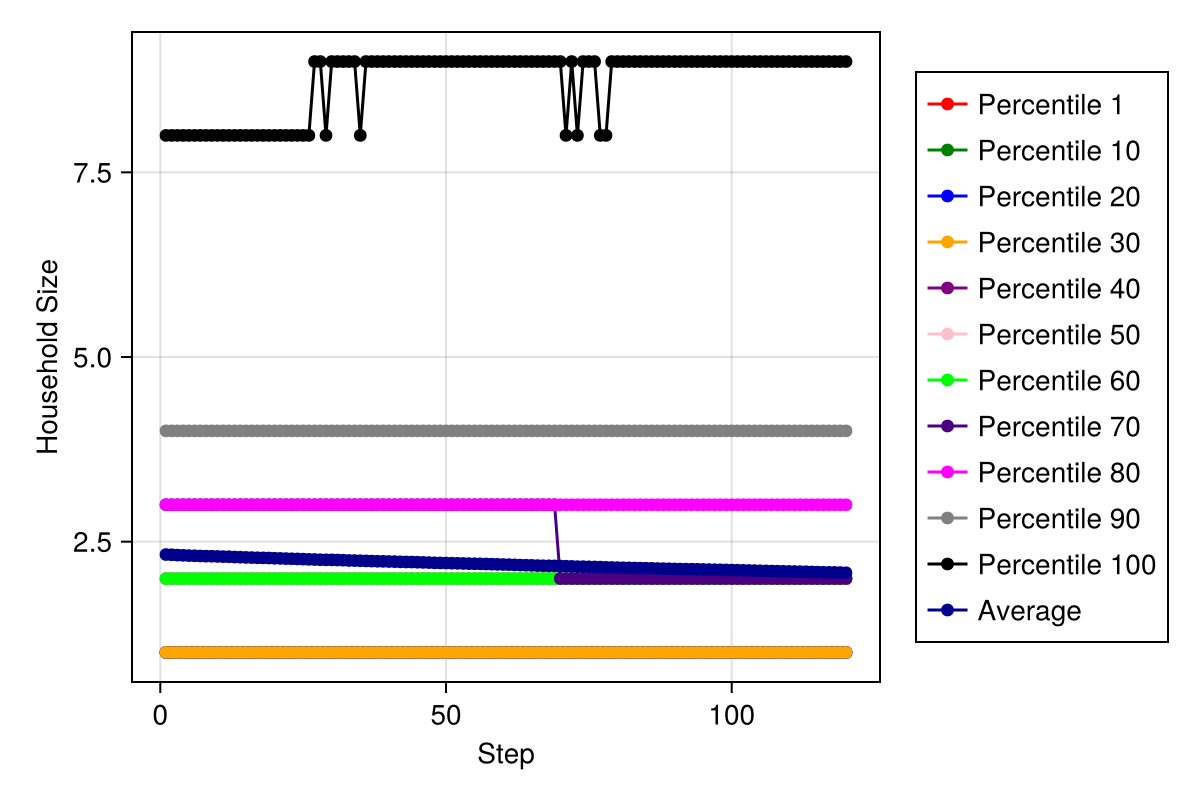 7.5
5.0
2.5
Household Size
0
50
100
Step
Percentile 1
Percentile 10
Percentile 20
Percentile 30
Percentile 40
Percentile 50
Percentile 60
Percentile 70
Percentile 80
Percentile 90
Percentile 100
Average